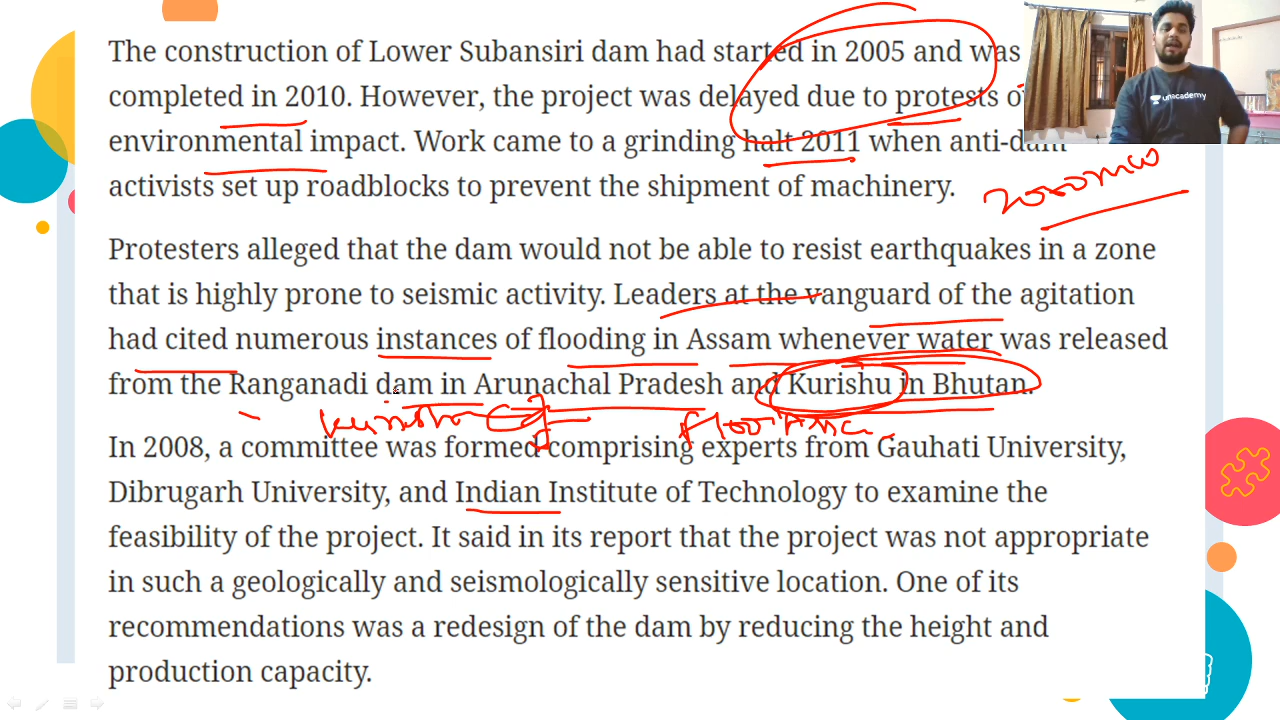 The construction of Lower Subansiri dam had started in 2005 and was
completed in 2010. However, the project was delayed due to protests
environmental impact. Work came to a grinding halt 2011 when anti-dam
activists set up roadblocks to prevent the shipment of machinery.
unacademy
2000mw
Protesters alleged that the dam would not be able to resist earthquakes in a zone
that is highly prone to seismic activity. Leaders at the vanguard of the agitation
had cited numerous instances of flooding in Assam whenever water was released
from the Ranganadi dam in Arunachal Pradesh and Kurishu in Bhutan.
In 2008, a committee was formed comprising experts from Gauhati University,
Dibrugarh University, and Indian Institute of Technology to examine the
feasibility of the project. It said in its report that the project was not appropriate
in such a geologically and seismologically sensitive location. One of its
recommendations was a redesign of the dam by reducing the height and
production capacity.